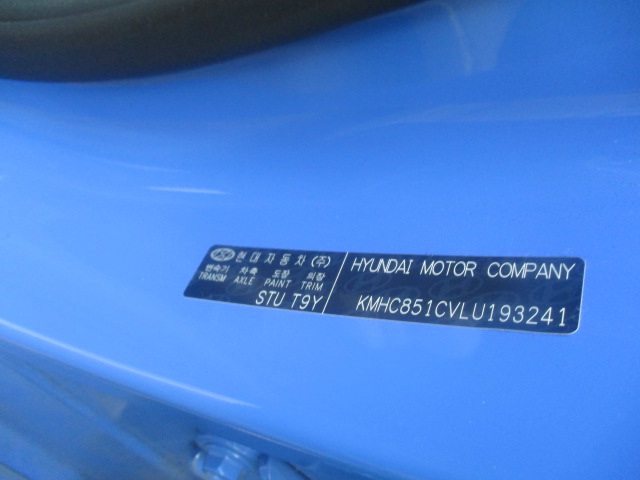 현대자동차(주)
변속기 차축 도장 의장
TRANSM AXLE PAINT TRIM
STU T9Y
HYUNDAI MOTOR COMPANY
KMHC851CVLU193241